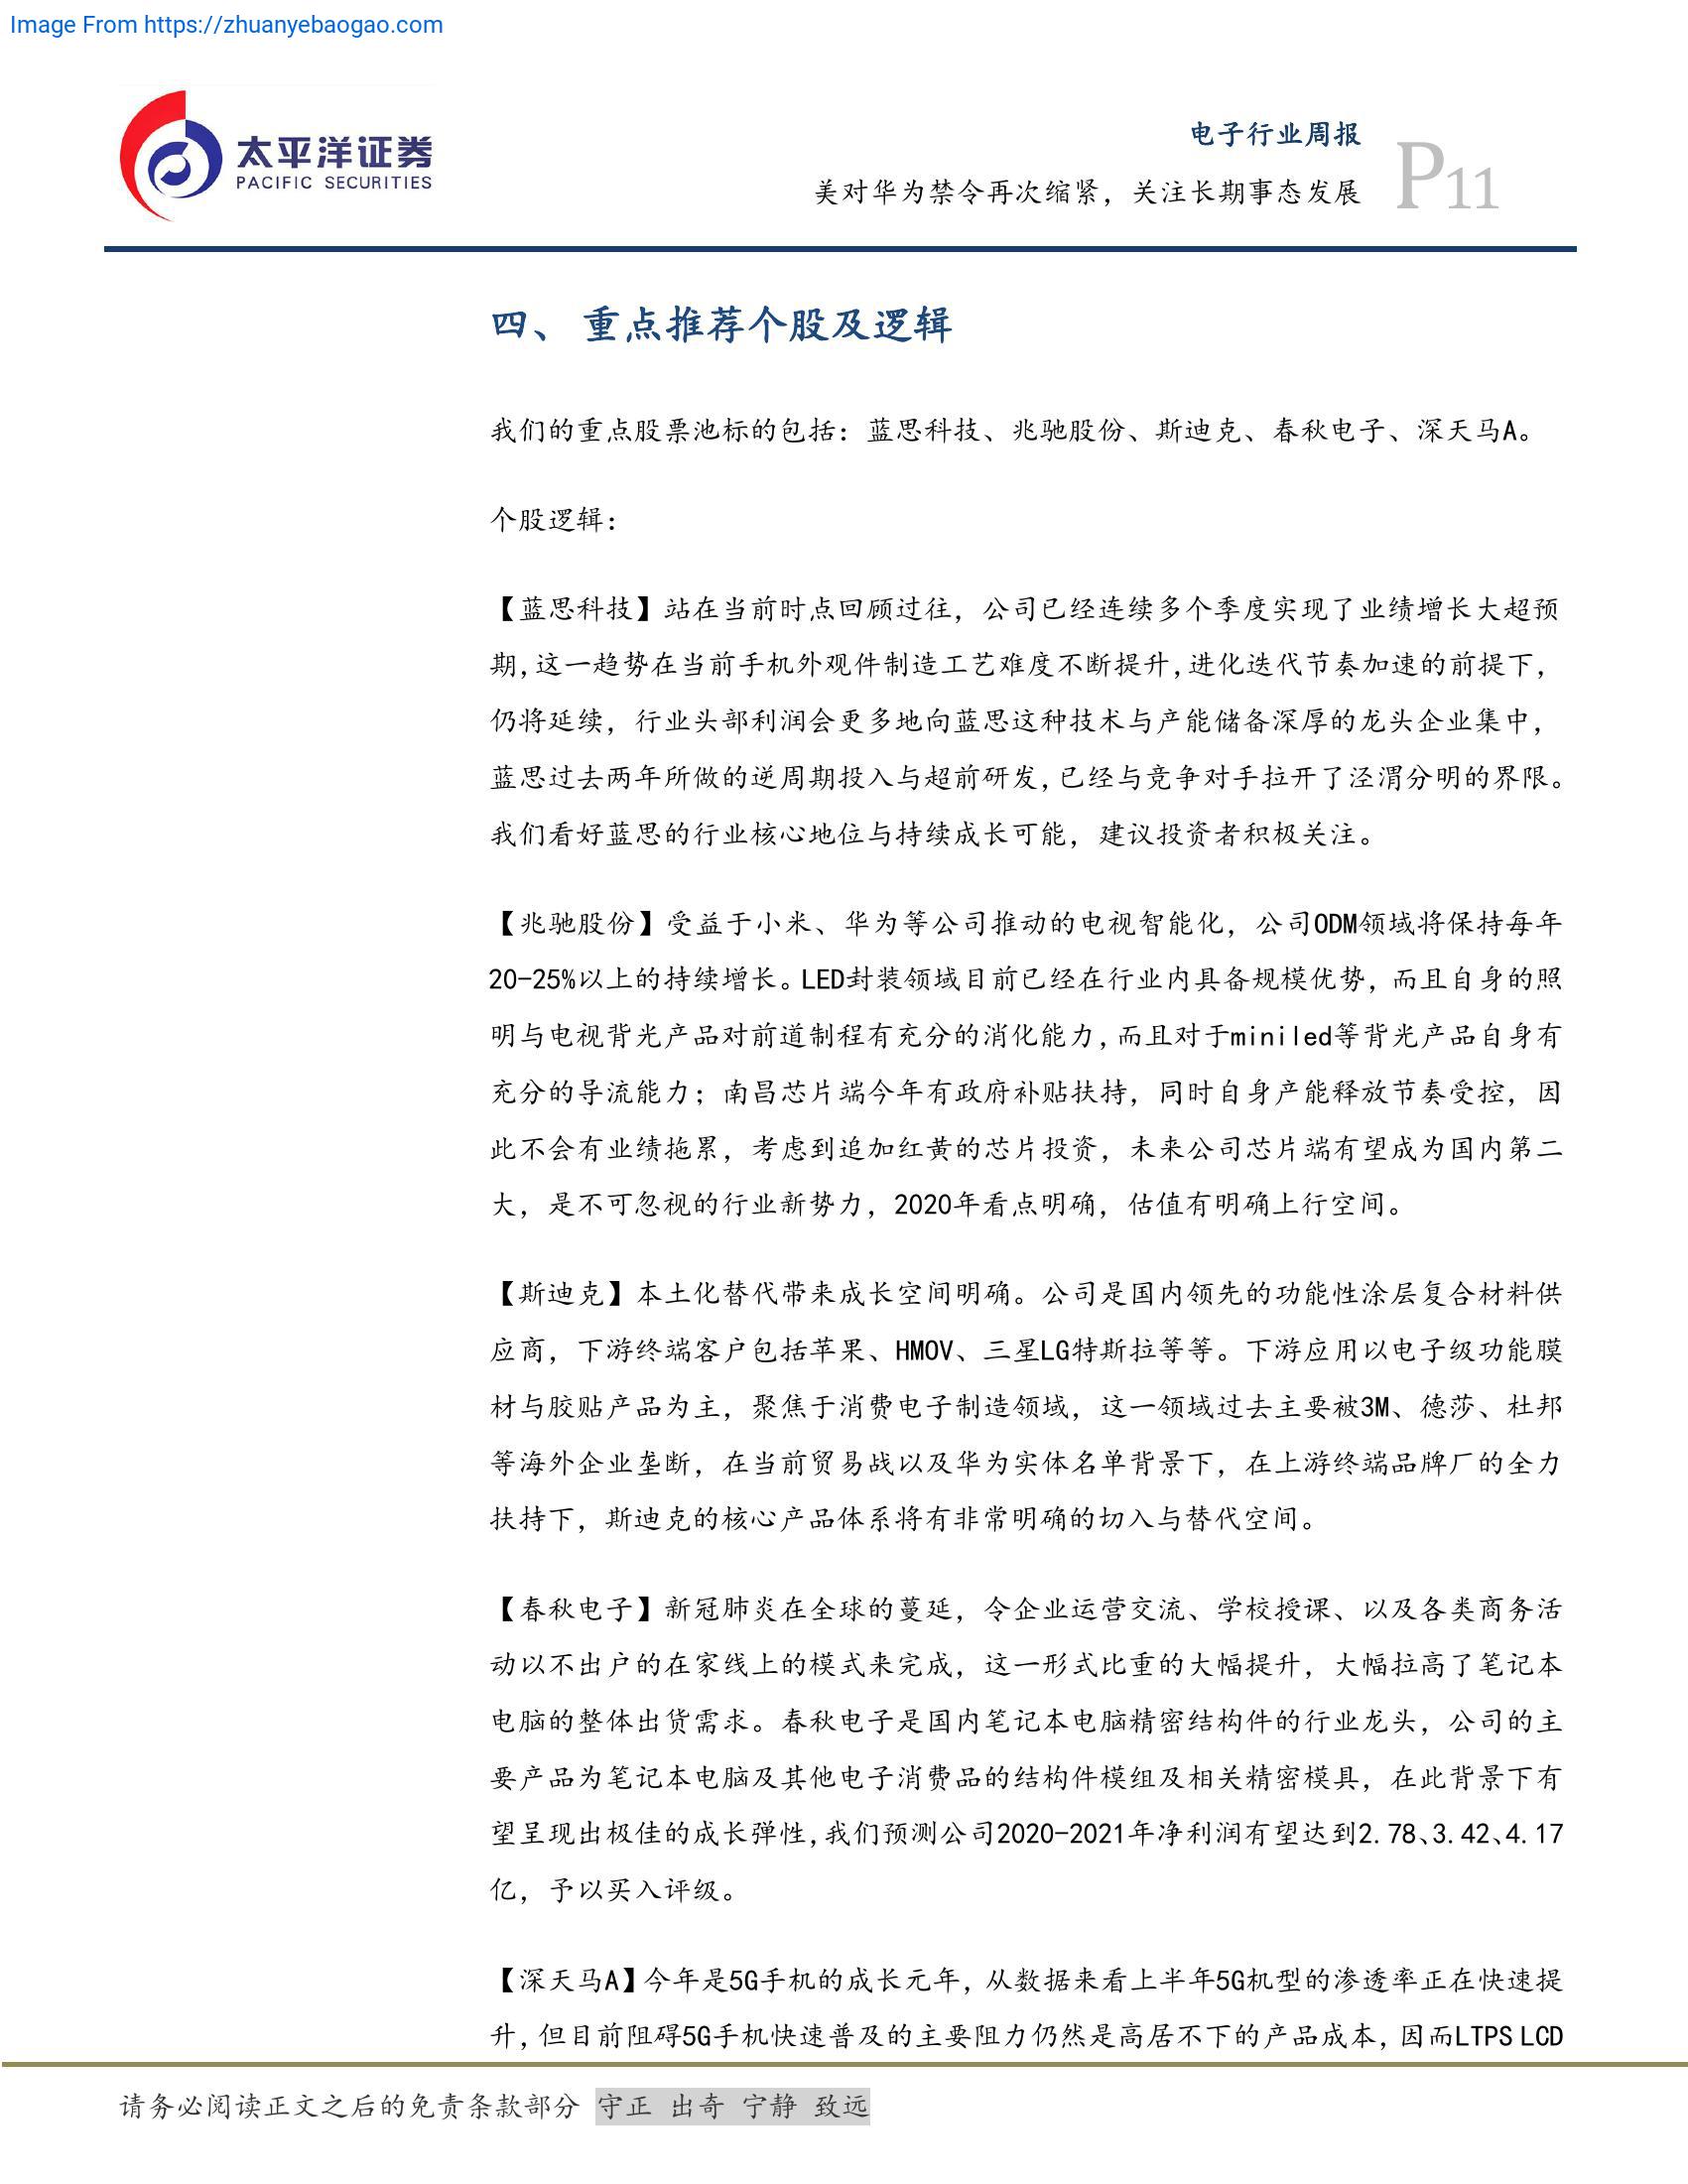 Image From https://zhuanyebaogao.com
太平洋证券
PACIFIC SECURITIES
电子行业周报
美对华为禁令再次缩紧，关注长期事态发展
P11
四、 重点推荐个股及逻辑
我们的重点股票池标的包括：蓝思科技、兆驰股份、斯迪克、春秋电子、深天马A。
个股逻辑：
【蓝思科技】站在当前时点回顾过往，公司已经连续多个季度实现了业绩增长大超预
期，这一趋势在当前手机外观件制造工艺难度不断提升，进化迭代节奏加速的前提下，
仍将延续，行业头部利润会更多地向蓝思这种技术与产能储备深厚的龙头企业集中，
蓝思过去两年所做的逆周期投入与超前研发，已经与竞争对手拉开了泾渭分明的界限。
我们看好蓝思的行业核心地位与持续成长可能，建议投资者积极关注。
【兆驰股份】受益于小米、华为等公司推动的电视智能化，公司ODM领域将保持每年
20-25%以上的持续增长。LED封装领域目前已经在行业内具备规模优势，而且自身的照
明与电视背光产品对前道制程有充分的消化能力，而且对于miniled等背光产品自身有
充分的导流能力；南昌芯片端今年有政府补贴扶持，同时自身产能释放节奏受控，因
此不会有业绩拖累，考虑到追加红黄的芯片投资，未来公司芯片端有望成为国内第二
大，是不可忽视的行业新势力，2020年看点明确，估值有明确上行空间。
【斯迪克】本土化替代带来成长空间明确。公司是国内领先的功能性涂层复合材料供
应商，下游终端客户包括苹果、HMOV、三星LG特斯拉等等。下游应用以电子级功能膜
材与胶贴产品为主，聚焦于消费电子制造领域，这一领域过去主要被3M、德莎、杜邦
等海外企业垄断，在当前贸易战以及华为实体名单背景下，在上游终端品牌厂的全力
扶持下，斯迪克的核心产品体系将有非常明确的切入与替代空间。
【春秋电子】新冠肺炎在全球的蔓延，令企业运营交流、学校授课、以及各类商务活
动以不出户的在家线上的模式来完成，这一形式比重的大幅提升，大幅拉高了笔记本
电脑的整体出货需求。春秋电子是国内笔记本电脑精密结构件的行业龙头，公司的主
要产品为笔记本电脑及其他电子消费品的结构件模组及相关精密模具，在此背景下有
望呈现出极佳的成长弹性，我们预测公司2020-2021年净利润有望达到2.78、3.42、4.17
亿，予以买入评级。
【深天马A】今年是5G手机的成长元年，从数据来看上半年5G机型的渗透率正在快速提
升，但目前阻碍5G手机快速普及的主要阻力仍然是高居不下的产品成本，因而LTPS LCD
请务必阅读正文之后的免责条款部分 守正 出奇 宁静 致远